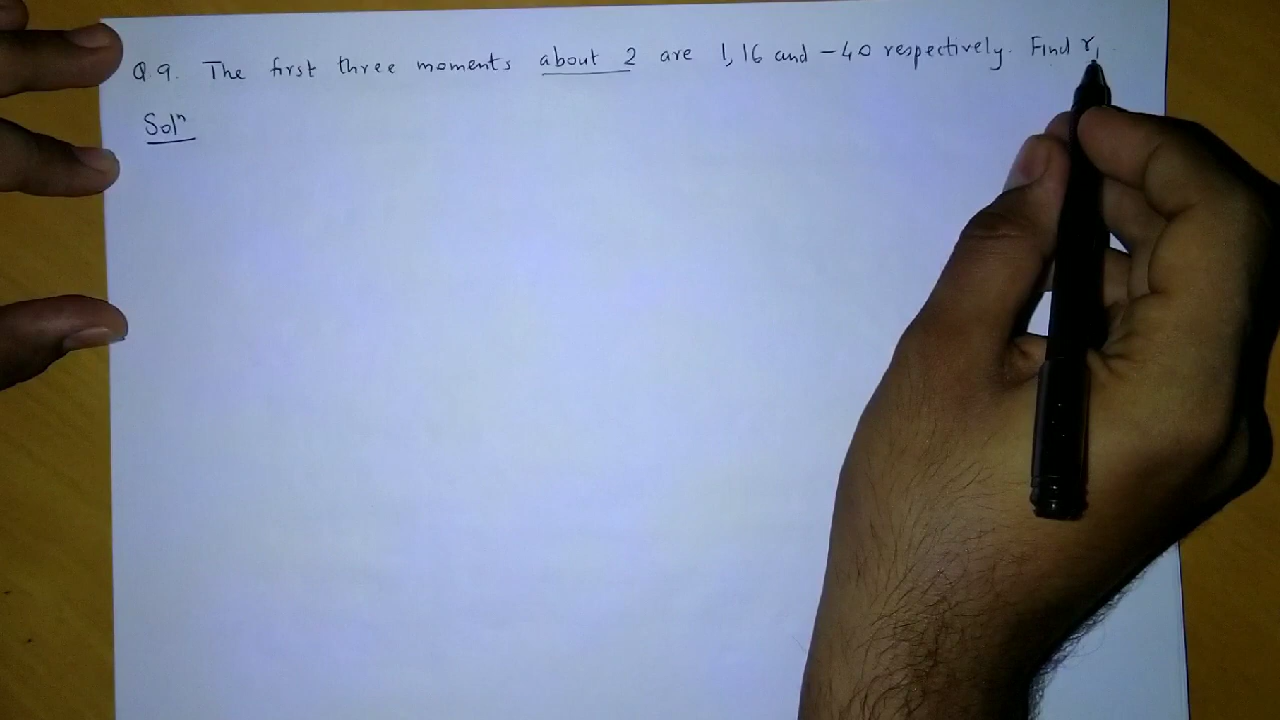 Q.9. The first three moments about 2 are 1, 16 and -40 respectively. Find γ₁
Solⁿ